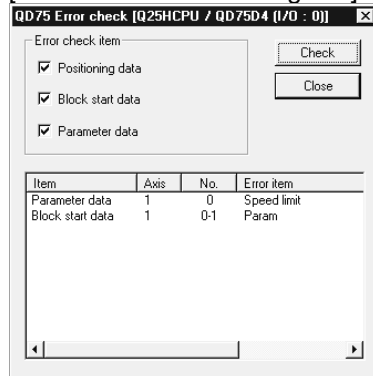 QD75 Error check [Q25HCPU / QD75D4 (I/O : 0)]
Error check item
Positioning data
Block start data
Parameter data
Check
Close
Item Axis No. Error item
Parameter data 1 0 Speed limit
Block start data 1 0-1 Param